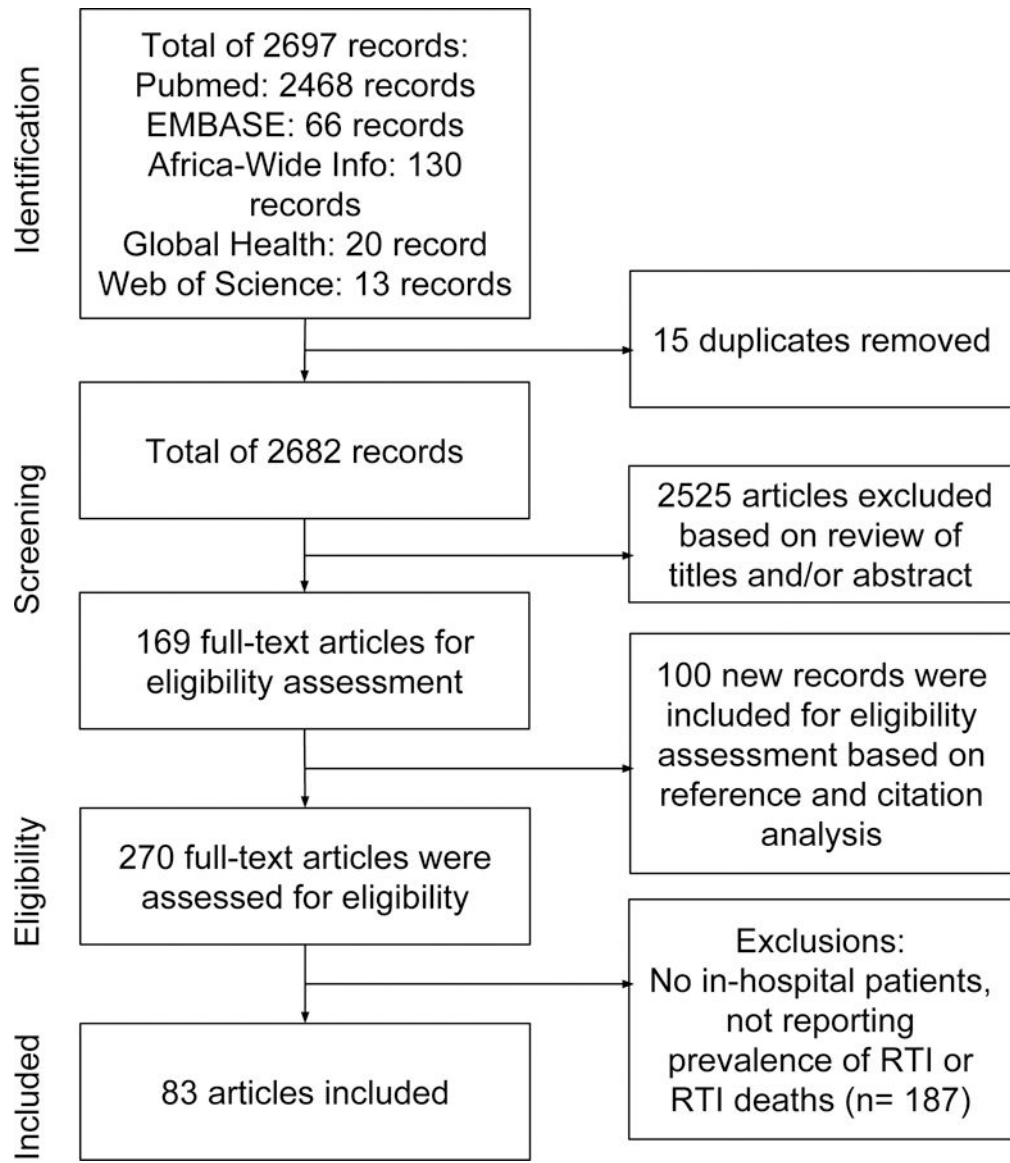 Identification
Total of 2697 records:
Pubmed: 2468 records
EMBASE: 66 records
Africa-Wide Info: 130
records
Global Health: 20 record
Web of Science: 13 records
15 duplicates removed
Screening
Total of 2682 records
2525 articles excluded
based on review of
titles and/or abstract
169 full-text articles for
eligibility assessment
100 new records were
included for eligibility
assessment based on
reference and citation
analysis
Eligibility
270 full-text articles were
assessed for eligibility
Exclusions:
No in-hospital patients,
not reporting
prevalence of RTI or
RTI deaths (n= 187)
Included
83 articles included